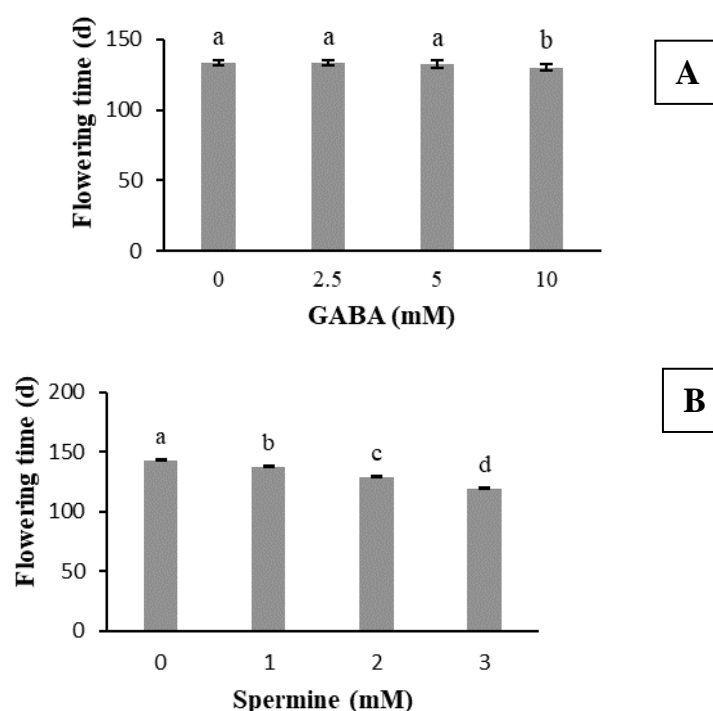 Flowering time (d)
150
100
50
0
a a a b
0 2.5 5 10
GABA (mM)
A
Flowering time (d)
200
150
100
50
0
a b c d
0 1 2 3
Spermine (mM)
B